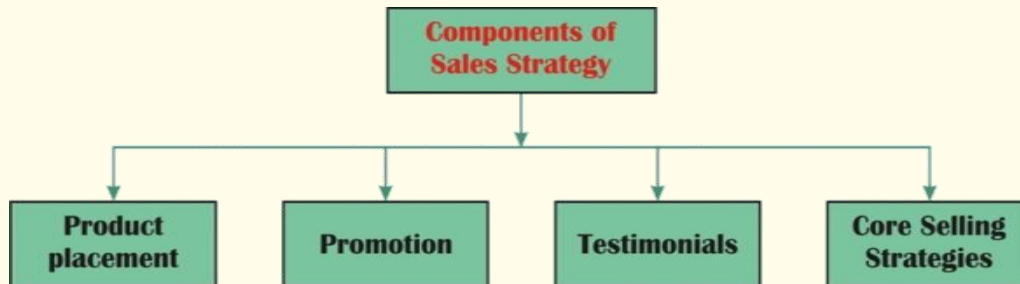 Components of
Sales Strategy
Product
placement
Promotion
Testimonials
Core Selling
Strategies